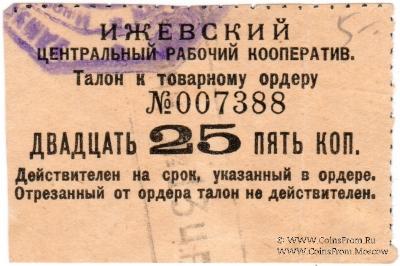 ИЖЕВСКИЙ
ЦЕНТРАЛЬНЫЙ РАБОЧИЙ КООПЕРАТИВ.
Талон к товарному ордеру
№007388
ДВАДЦАТЬ 25 ПЯТЬ КОП.
Действителен на срок, указанный в ордере.
Отрезанный от ордера талон не действителен.
5-
© - www.CoinsFrom.Ru
www.CoinsFrom.Moscow